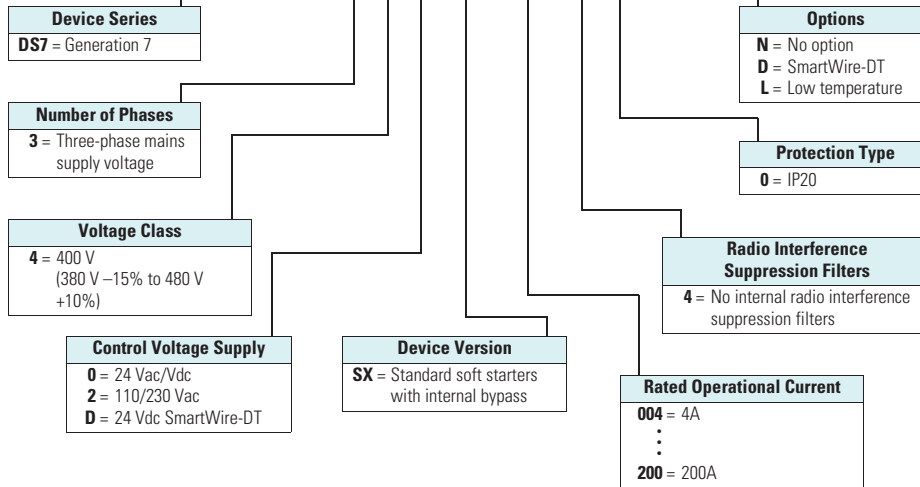 Device Series
DS7 = Generation 7
Number of Phases
3 = Three-phase mains
supply voltage
Voltage Class
4 = 400 V
(380 V –15% to 480 V
+10%)
Control Voltage Supply
0 = 24 Vac/Vdc
2 = 110/230 Vac
D = 24 Vdc SmartWire-DT
Device Version
SX = Standard soft starters
with internal bypass
Options
N = No option
D = SmartWire-DT
L = Low temperature
Protection Type
0 = IP20
Radio Interference
Suppression Filters
4 = No internal radio interference
suppression filters
Rated Operational Current
004 = 4A
•
•
•
200 = 200A